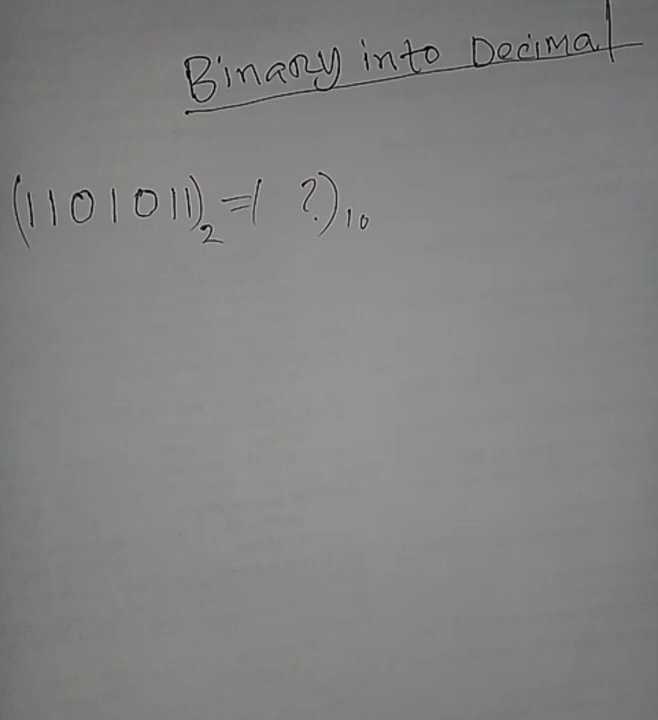 Binary into Decimal
(1101011)2 = ( ?)10